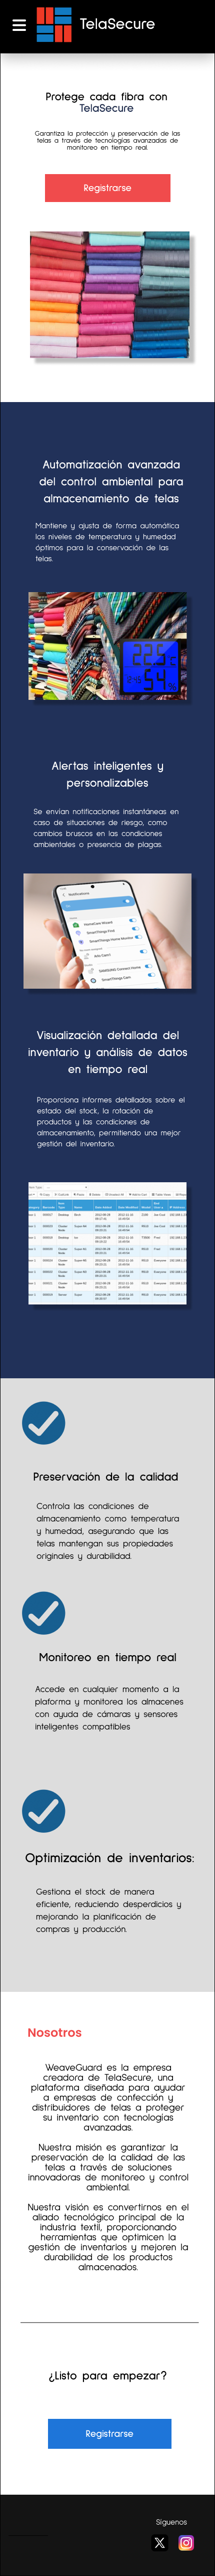 TelaSecure
Protege cada fibra con
TelaSecure
Garantiza la protección y preservación de las
telas a través de tecnologías avanzadas de
monitoreo en tiempo real.
Registrarse
Automatización avanzada
del control ambiental para
almacenamiento de telas
Mantiene y ajusta de forma automática
los niveles de temperatura y humedad
óptimos para la conservación de las
telas.
Alertas inteligentes y
personalizables
Se envían notificaciones instantáneas en
caso de situaciones de riesgo, como
cambios bruscos en las condiciones
ambientales o presencia de plagas.
Notifications
Visualización detallada del
inventario y análisis de datos
en tiempo real
Proporciona informes detallados sobre el
estado del stock, la rotación de
productos y las condiciones de
almacenamiento, permitiendo una mejor
gestión del inventario.
Preservación de la calidad
Controla las condiciones de
almacenamiento como temperatura
y humedad, asegurando que las
telas mantengan sus propiedades
originales y durabilidad.
Monitoreo en tiempo real
Accede en cualquier momento a la
plataforma y monitorea los almacenes
con ayuda de cámaras y sensores
inteligentes compatibles
Optimización de inventarios:
Gestiona el stock de manera
eficiente, reduciendo desperdicios y
mejorando la planificación de
compras y producción.
Nosotros
WeaveGuard es la empresa
creadora de TelaSecure, una
plataforma diseñada para ayudar
a empresas de confección y
distribuidores de telas a proteger
su inventario con tecnologías
avanzadas.
Nuestra misión es garantizar la
preservación de la calidad de las
telas a través de soluciones
innovadoras de monitoreo y control
ambiental.
Nuestra visión es convertirnos en el
aliado tecnológico principal de la
industria textil, proporcionando
herramientas que optimicen la
gestión de inventarios y mejoren la
durabilidad de los productos
almacenados.
¿Listo para empezar?
Registrarse
Síguenos